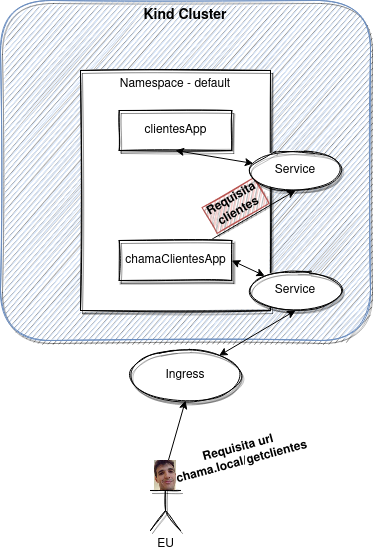 Kind Cluster
Namespace - default
clientesApp
Service
Requisita
clientes
chamaClientesApp
Service
Ingress
Requisita url
chama.local/getclientes
EU